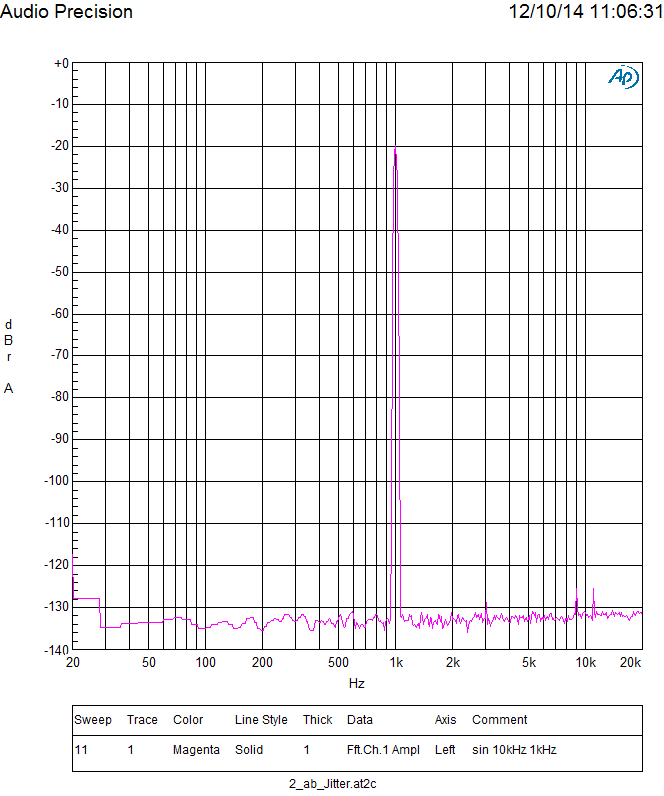 Audio Precision 12/10/14 11:06:31
Ap
+0
-10
-20
-30
-40
-50
-60
-70
-80
-90
-100
-110
-120
-130
-140
d
B
r
A
20 50 100 200 500 1k 2k 5k 10k 20k
Hz
Sweep Trace Color Line Style Thick Data Axis Comment
11 1 Magenta Solid 1 Fft.Ch.1 Ampl Left sin 10kHz 1kHz
2_ab_Jitter.at2c